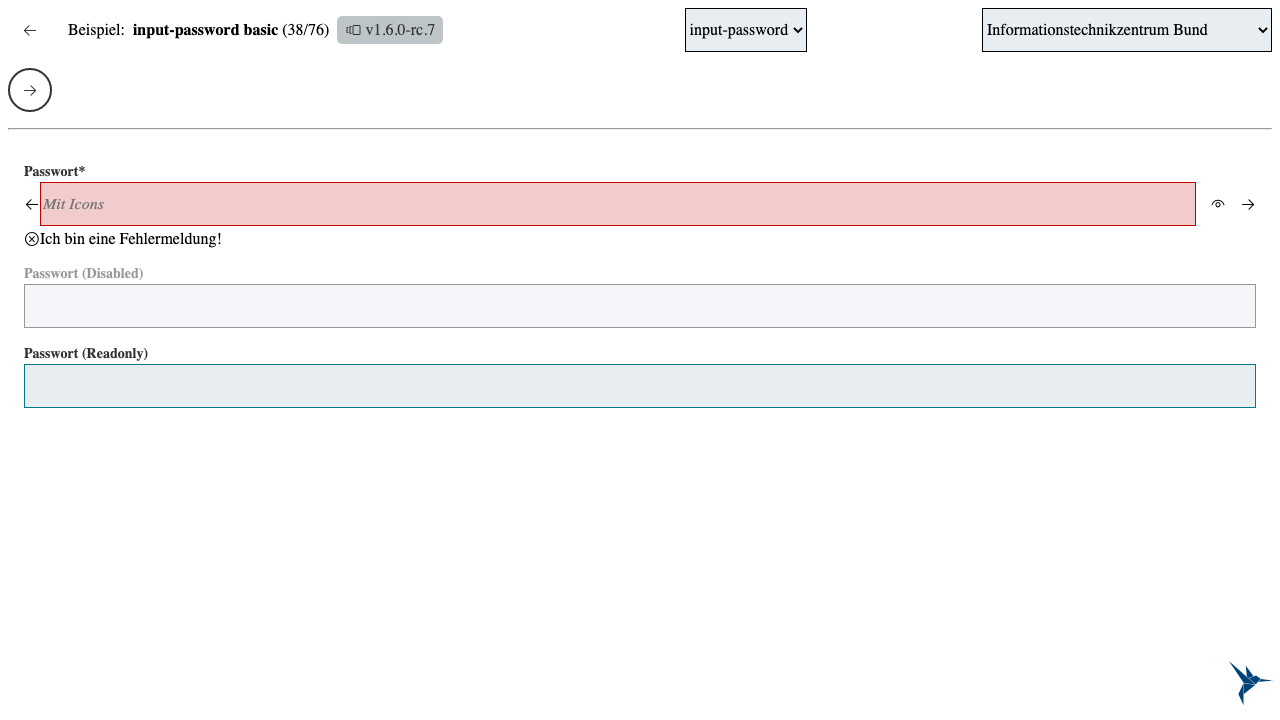 Beispiel: input-password basic (38/76) v1.6.0-rc.7 input-password Informationstechnikzentrum Bund
Passwort*
Mit Icons
Ich bin eine Fehlermeldung!
Passwort (Disabled)
Passwort (Readonly)